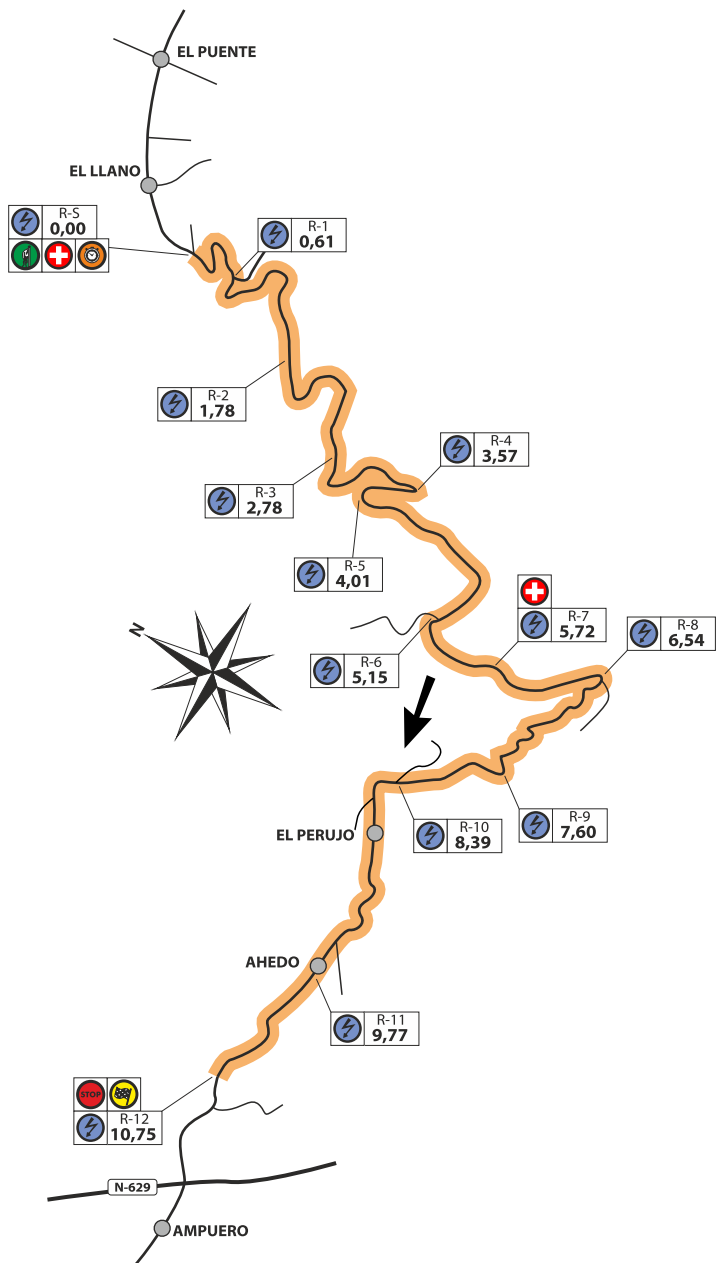 EL PUENTE
EL LLANO
R-S
0,00
R-1
0,61
R-2
1,78
R-4
3,57
R-3
2,78
R-5
4,01
R-7
5,72
R-8
6,54
N
R-6
5,15
R-9
7,60
R-10
8,39
EL PERUJO
AHEDO
R-11
9,77
STOP
R-12
10,75
N-629
AMPUERO